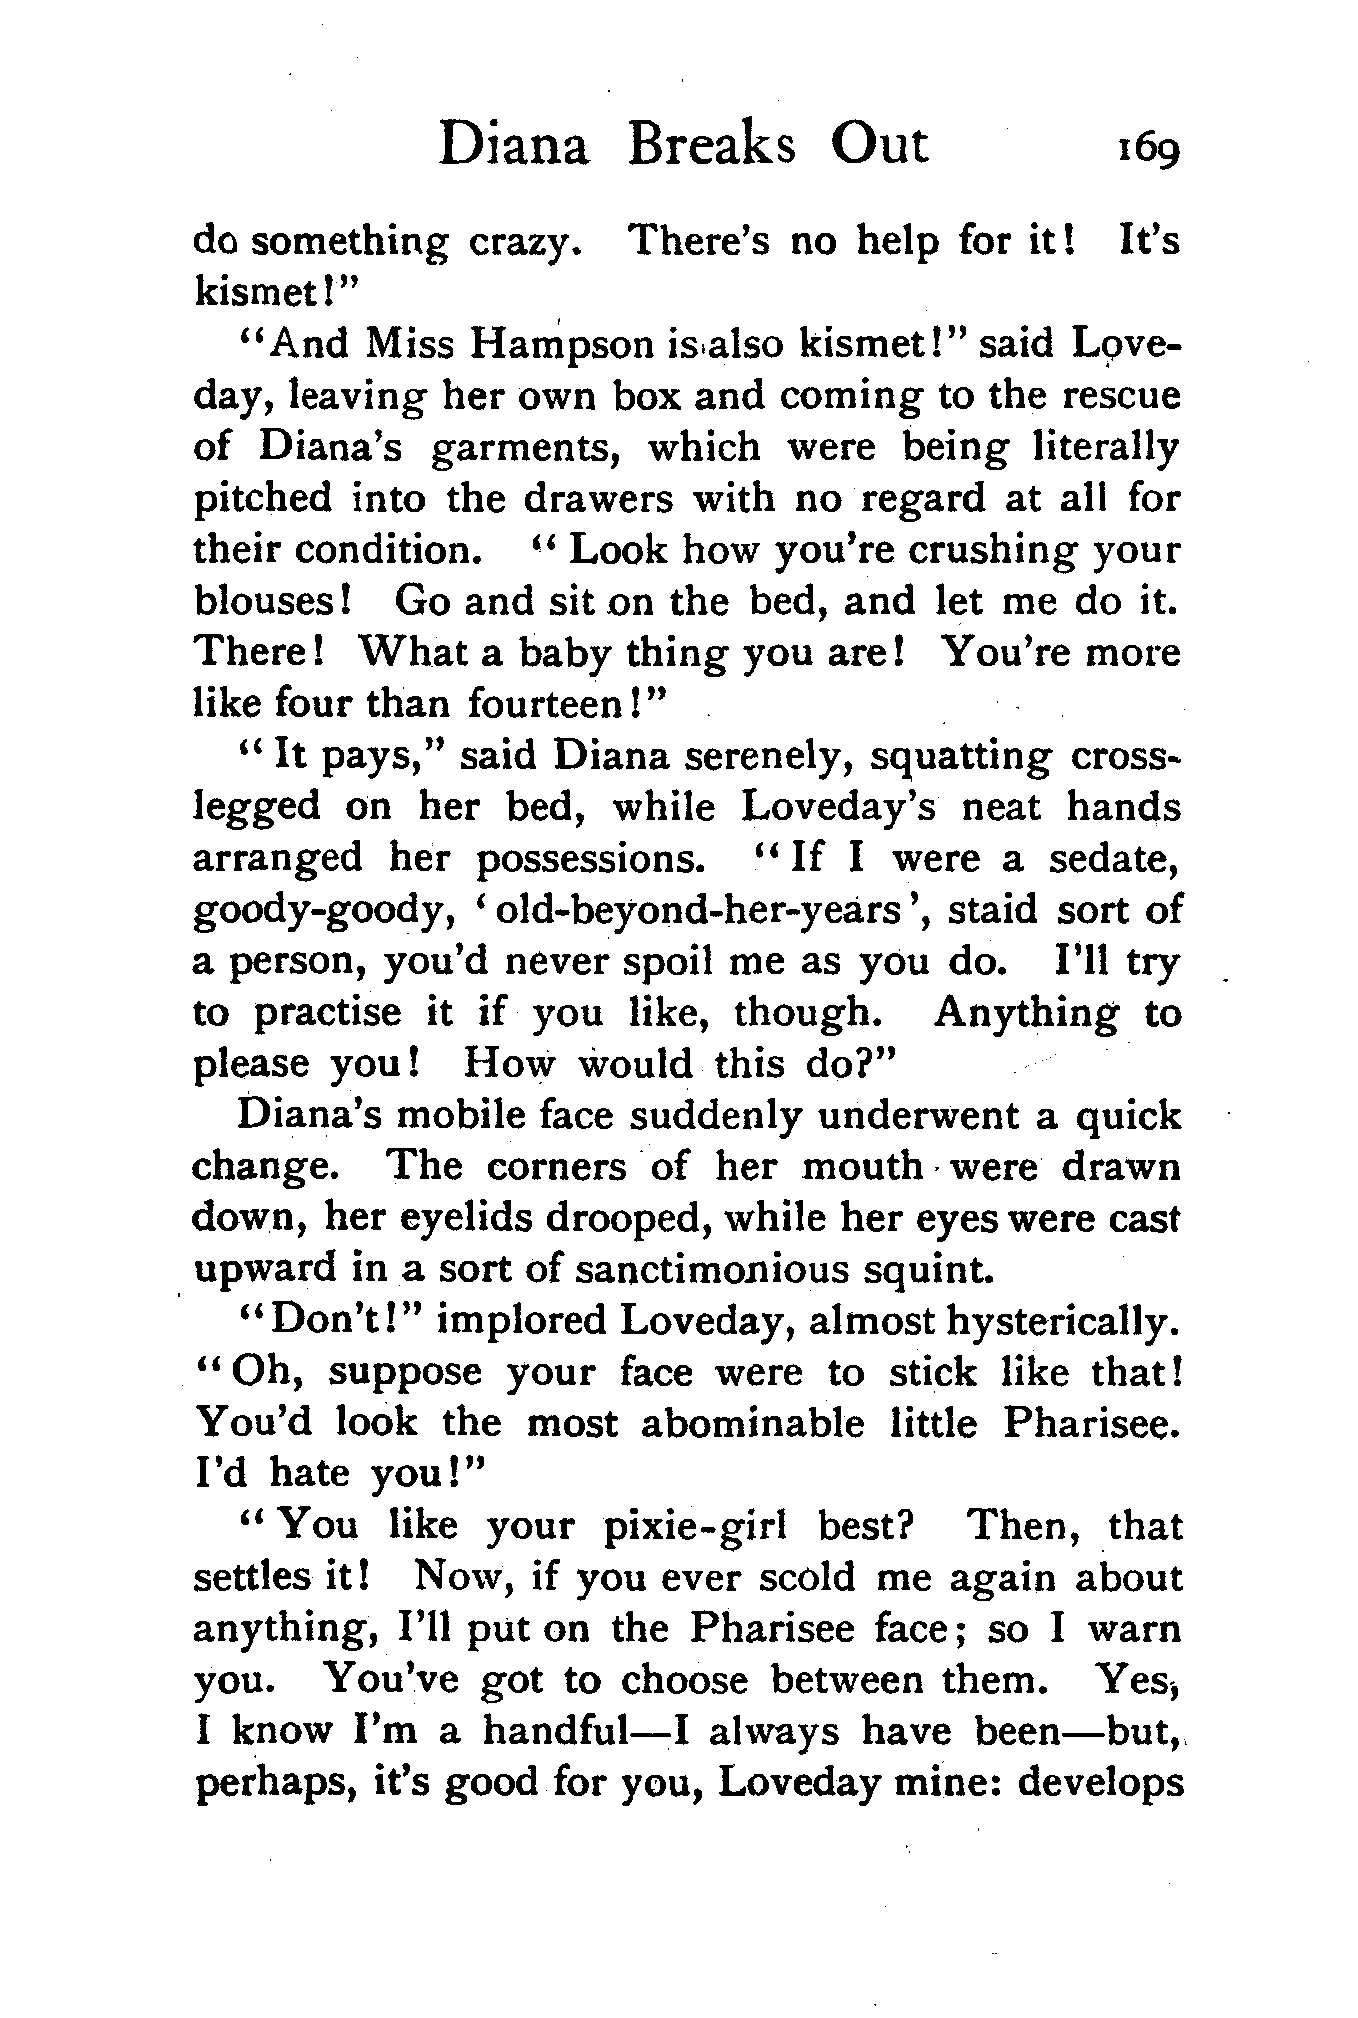 Diana Breaks Out 169
do something crazy. There's no help for it! It's
kismet!"
"And Miss Hampson is also kismet!" said Love-
day, leaving her own box and coming to the rescue
of Diana's garments, which were being literally
pitched into the drawers with no regard at all for
their condition. "Look how you're crushing your
blouses! Go and sit on the bed, and let me do it.
There! What a baby thing you are! You're more
like four than fourteen!"
"It pays," said Diana serenely, squatting cross-
legged on her bed, while Loveday's neat hands
arranged her possessions. "If I were a sedate,
goody-goody, 'old-beyond-her-years', staid sort of
a person, you'd never spoil me as you do. I'll try
to practise it if you like, though. Anything to
please you! How would this do?"
Diana's mobile face suddenly underwent a quick
change. The corners of her mouth were drawn
down, her eyelids drooped, while her eyes were cast
upward in a sort of sanctimonious squint.
"Don't!" implored Loveday, almost hysterically.
"Oh, suppose your face were to stick like that!
You'd look the most abominable little Pharisee.
I'd hate you!"
"You like your pixie-girl best? Then, that
settles it! Now, if you ever scold me again about
anything, I'll put on the Pharisee face; so I warn
you. You've got to choose between them. Yes,
I know I'm a handful—I always have been—but,
perhaps, it's good for you, Loveday mine: develops